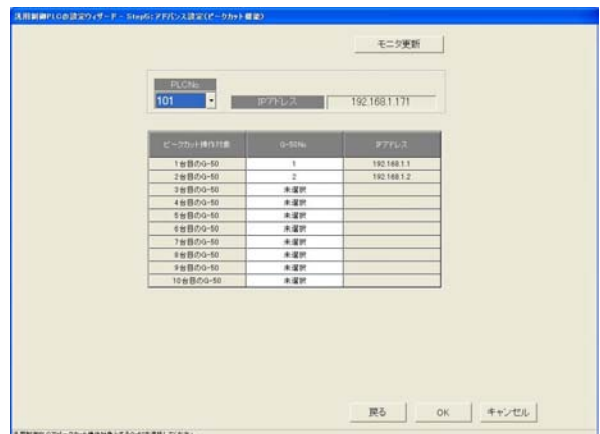 汎用制御PLCの設定ウィザード - Step6:アドバンス設定(ピークカット機能)
モニタ更新
PLCNo
101 IPアドレス 192.168.1.171
ピークカット操作対象 G-50No IPアドレス
1台目のG-50 1 192.168.1.1
2台目のG-50 2 192.168.1.2
3台目のG-50 未選択
4台目のG-50 未選択
5台目のG-50 未選択
6台目のG-50 未選択
7台目のG-50 未選択
8台目のG-50 未選択
9台目のG-50 未選択
10台目のG-50 未選択
戻る OK キャンセル